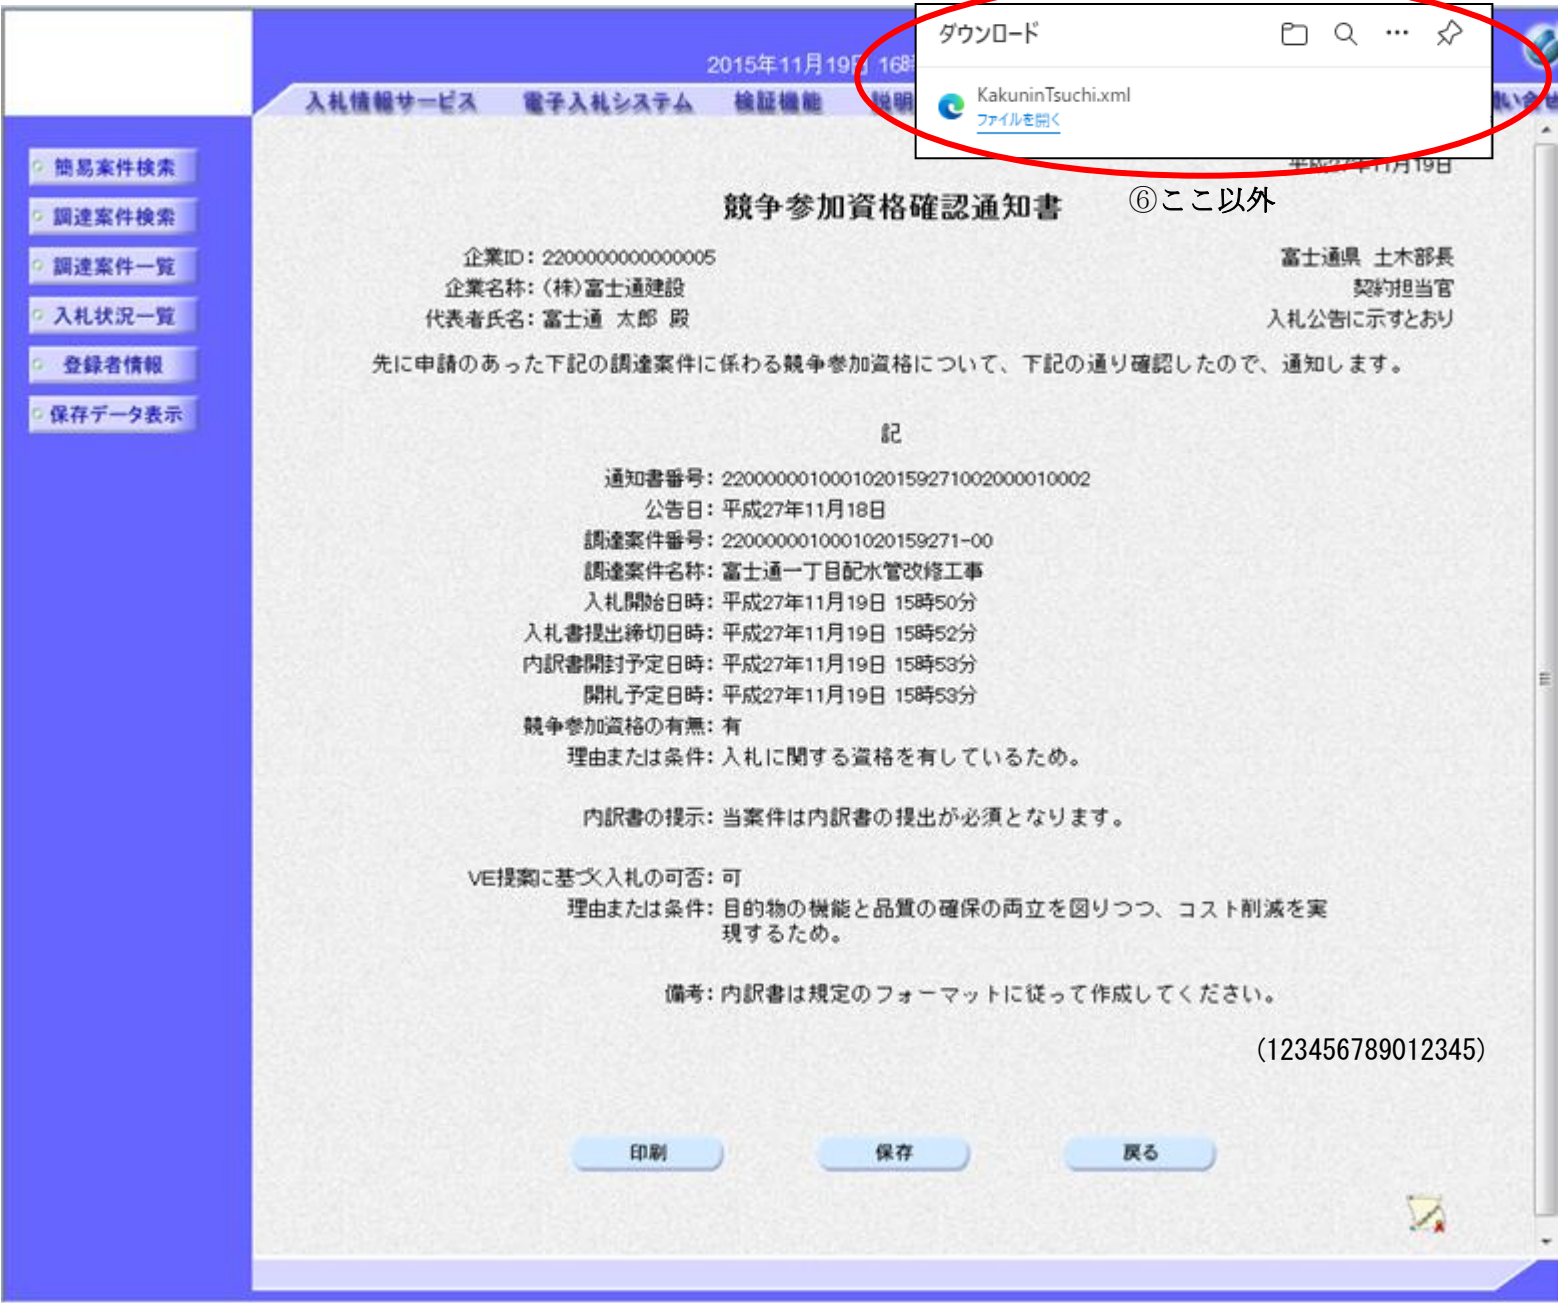 ダウンロード
KakuninTsuchi.xml
ファイルを開く
2015年11月19日 16時
入札情報サービス 電子入札システム 検証機能 説明
簡易案件検索
調達案件検索
調達案件一覧
入札状況一覧
登録者情報
保存データ表示
平成27年11月19日
競争参加資格確認通知書
⑥ここ以外
企業ID: 2200000000000005
富士通県 土木部長
企業名称: (株)富士通建設
契約担当官
代表者氏名: 富士通 太郎 殿
入札公告に示すとおり
先に申請のあった下記の調達案件に係わる競争参加資格について、下記の通り確認したので、通知します。
記
通知書番号: 2200000010001020159271002000010002
公告日: 平成27年11月18日
調達案件番号: 2200000010001020159271-00
調達案件名称: 富士通一丁目配水管改修工事
入札開始日時: 平成27年11月19日 15時50分
入札書提出締切日時: 平成27年11月19日 15時52分
内訳書開封予定日時: 平成27年11月19日 15時53分
開札予定日時: 平成27年11月19日 15時53分
競争参加資格の有無: 有
理由または条件: 入札に関する資格を有しているため。
内訳書の提示: 当案件は内訳書の提出が必須となります。
VE提案に基づく入札の可否: 可
理由または条件: 目的物の機能と品質の確保の両立を図りつつ、コスト削減を実
現するため。
備考: 内訳書は規定のフォーマットに従って作成してください。
(123456789012345)
印刷 保存 戻る